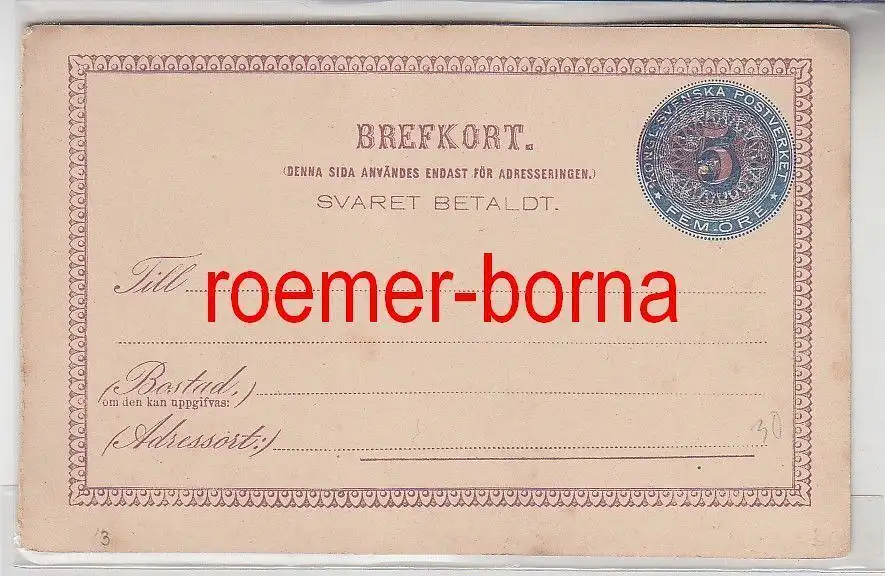 BREFKORT.
(DENNA SIDA ANVÄNDES ENDAST FÖR ADRESSERINGEN.)
SVARET BETALDT.
KONGL. SVENSKA POSTVERKET
5
★ FEM ÖRE ★
Till
roemer-borna
(Bostad,)
om den kan uppgifvas:
(Adressort:)
30
3